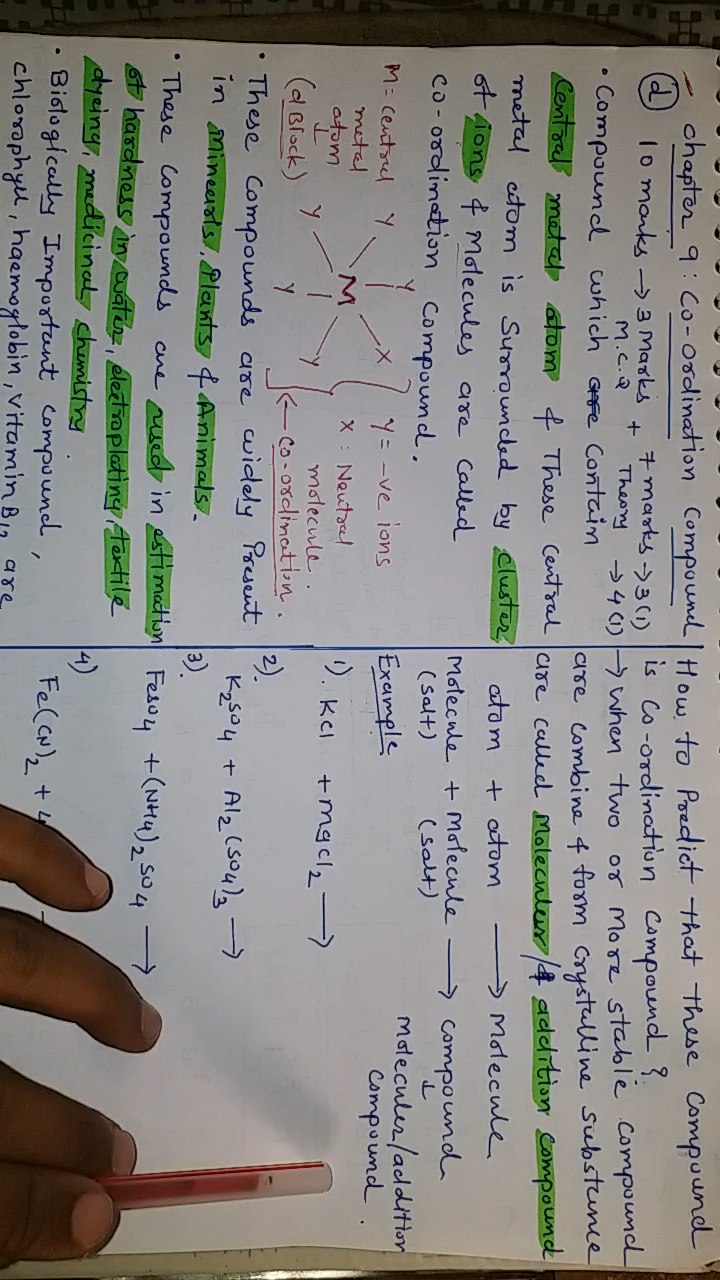 Chapter 9: Co-ordination Compound
(d) 10 marks → 3 Marks + 7 marks → 3(1)
M.C.Q Theory → 4(1)
• Compound which are Contain
Central metal atom & These Central
metal atom is Surrounded by cluster
of ions & Molecules are called
co-ordination compound.
M = Central
metal
atom
↓
(d Block)
Y Y
M
Y X
Y Y
Y = -ve ions
X : Neutral
molecule.
← Co-ordination.
• These compounds are widely Present
in minerals, Plants & Animals.
• These compounds are used in estimation
of hardness in water, electroplating, textile
dyeing, medicinal chemistry
• Biologically Important compound,
chlorophyll, haemoglobin, vitamin B12 are
How to Predict that these compound
is co-ordination compound?
→ When two or More stable compound
are combine & form crystalline substance
are called Molecular / addition compound
atom + atom → Molecule
Molecule + Molecule → compound
(salt) (salt) ↓
Molecular/addition
compound.
Example
1). KCl + MgCl2 →
2).
K2SO4 + Al2(SO4)3 →
3).
FeSO4 + (NH4)2SO4 →
4)
Fe(CN)2 + 4